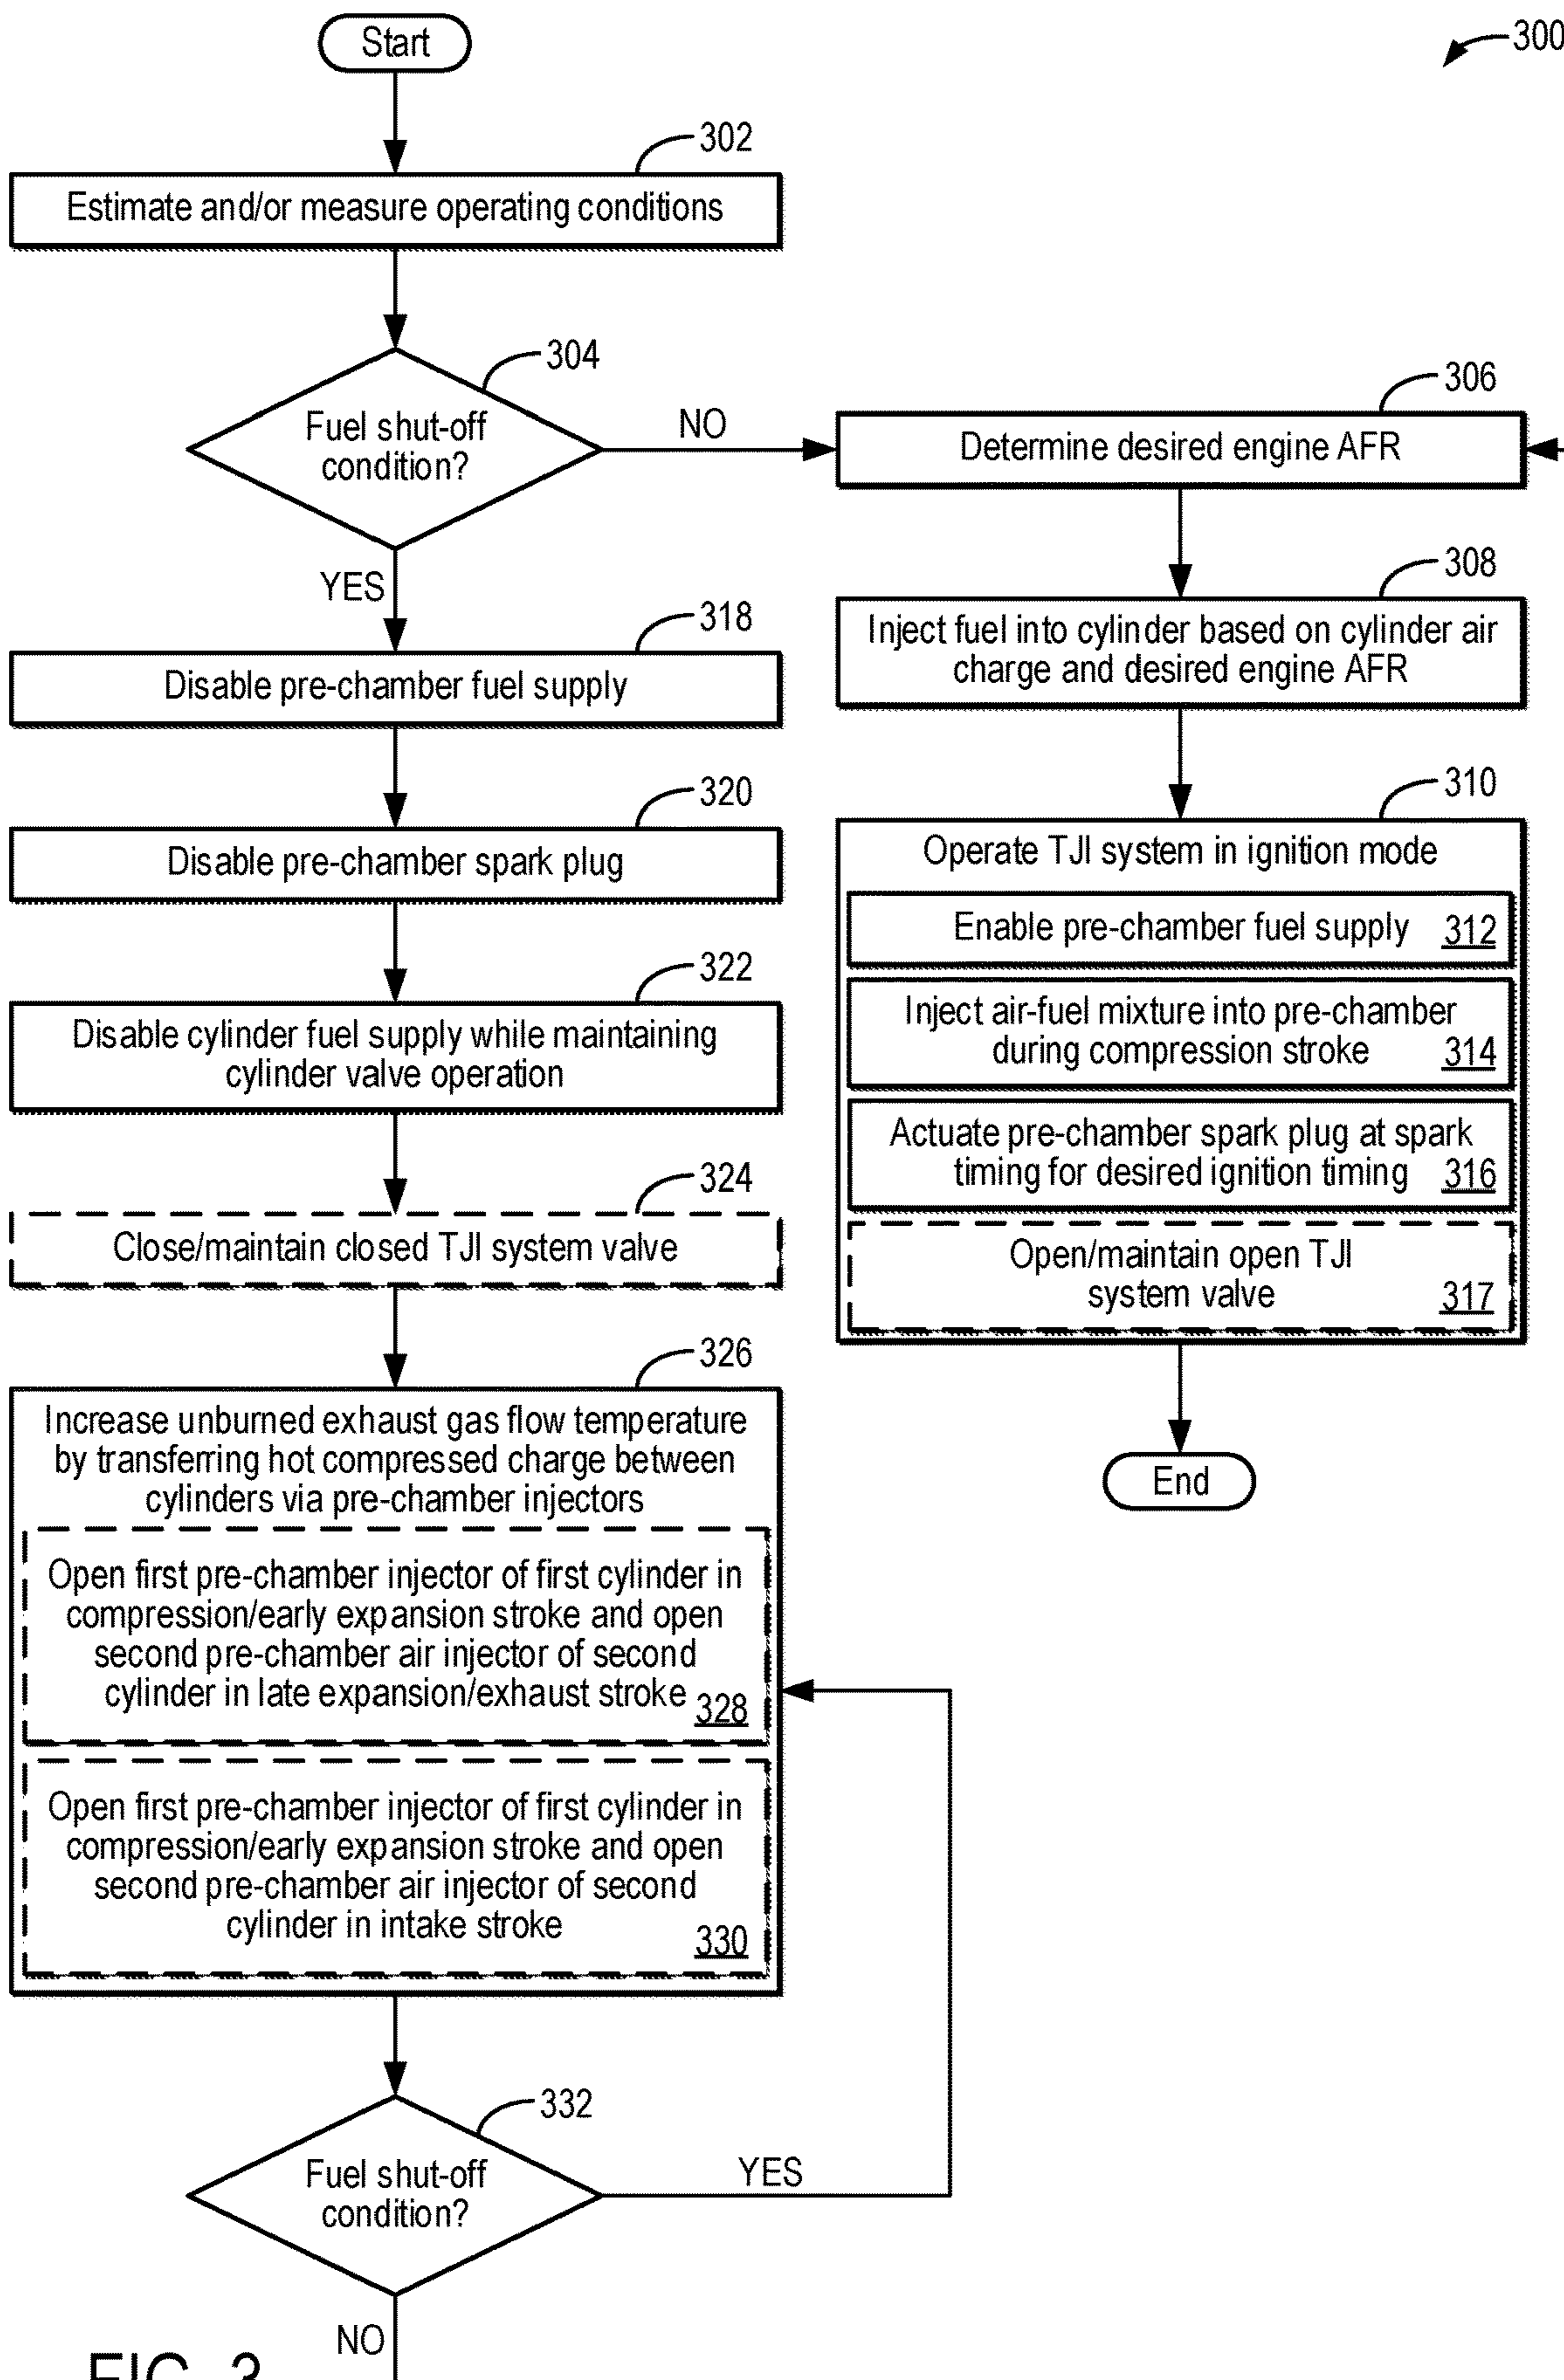 Start
300
302
Estimate and/or measure operating conditions
304
Fuel shut-off
condition?
NO
YES
306
Determine desired engine AFR
308
Inject fuel into cylinder based on cylinder air
charge and desired engine AFR
310
Operate TJI system in ignition mode
Enable pre-chamber fuel supply 312
Inject air-fuel mixture into pre-chamber
during compression stroke 314
Actuate pre-chamber spark plug at spark
timing for desired ignition timing 316
Open/maintain open TJI
system valve 317
End
318
Disable pre-chamber fuel supply
320
Disable pre-chamber spark plug
322
Disable cylinder fuel supply while maintaining
cylinder valve operation
324
Close/maintain closed TJI system valve
326
Increase unburned exhaust gas flow temperature
by transferring hot compressed charge between
cylinders via pre-chamber injectors
Open first pre-chamber injector of first cylinder in
compression/early expansion stroke and open
second pre-chamber air injector of second
cylinder in late expansion/exhaust stroke 328
Open first pre-chamber injector of first cylinder in
compression/early expansion stroke and open
second pre-chamber air injector of second
cylinder in intake stroke 330
332
Fuel shut-off
condition?
YES
NO
FIG. 3